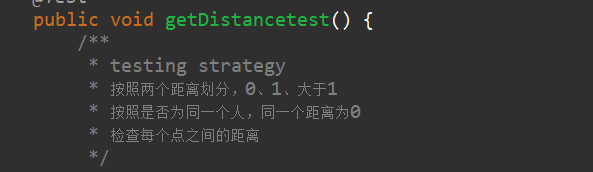 @Test
public void getDistancetest() {
/**
* testing strategy
* 按照两个距离划分，0、1、大于1
* 按照是否为同一个人，同一个距离为0
* 检查每个点之间的距离
*/